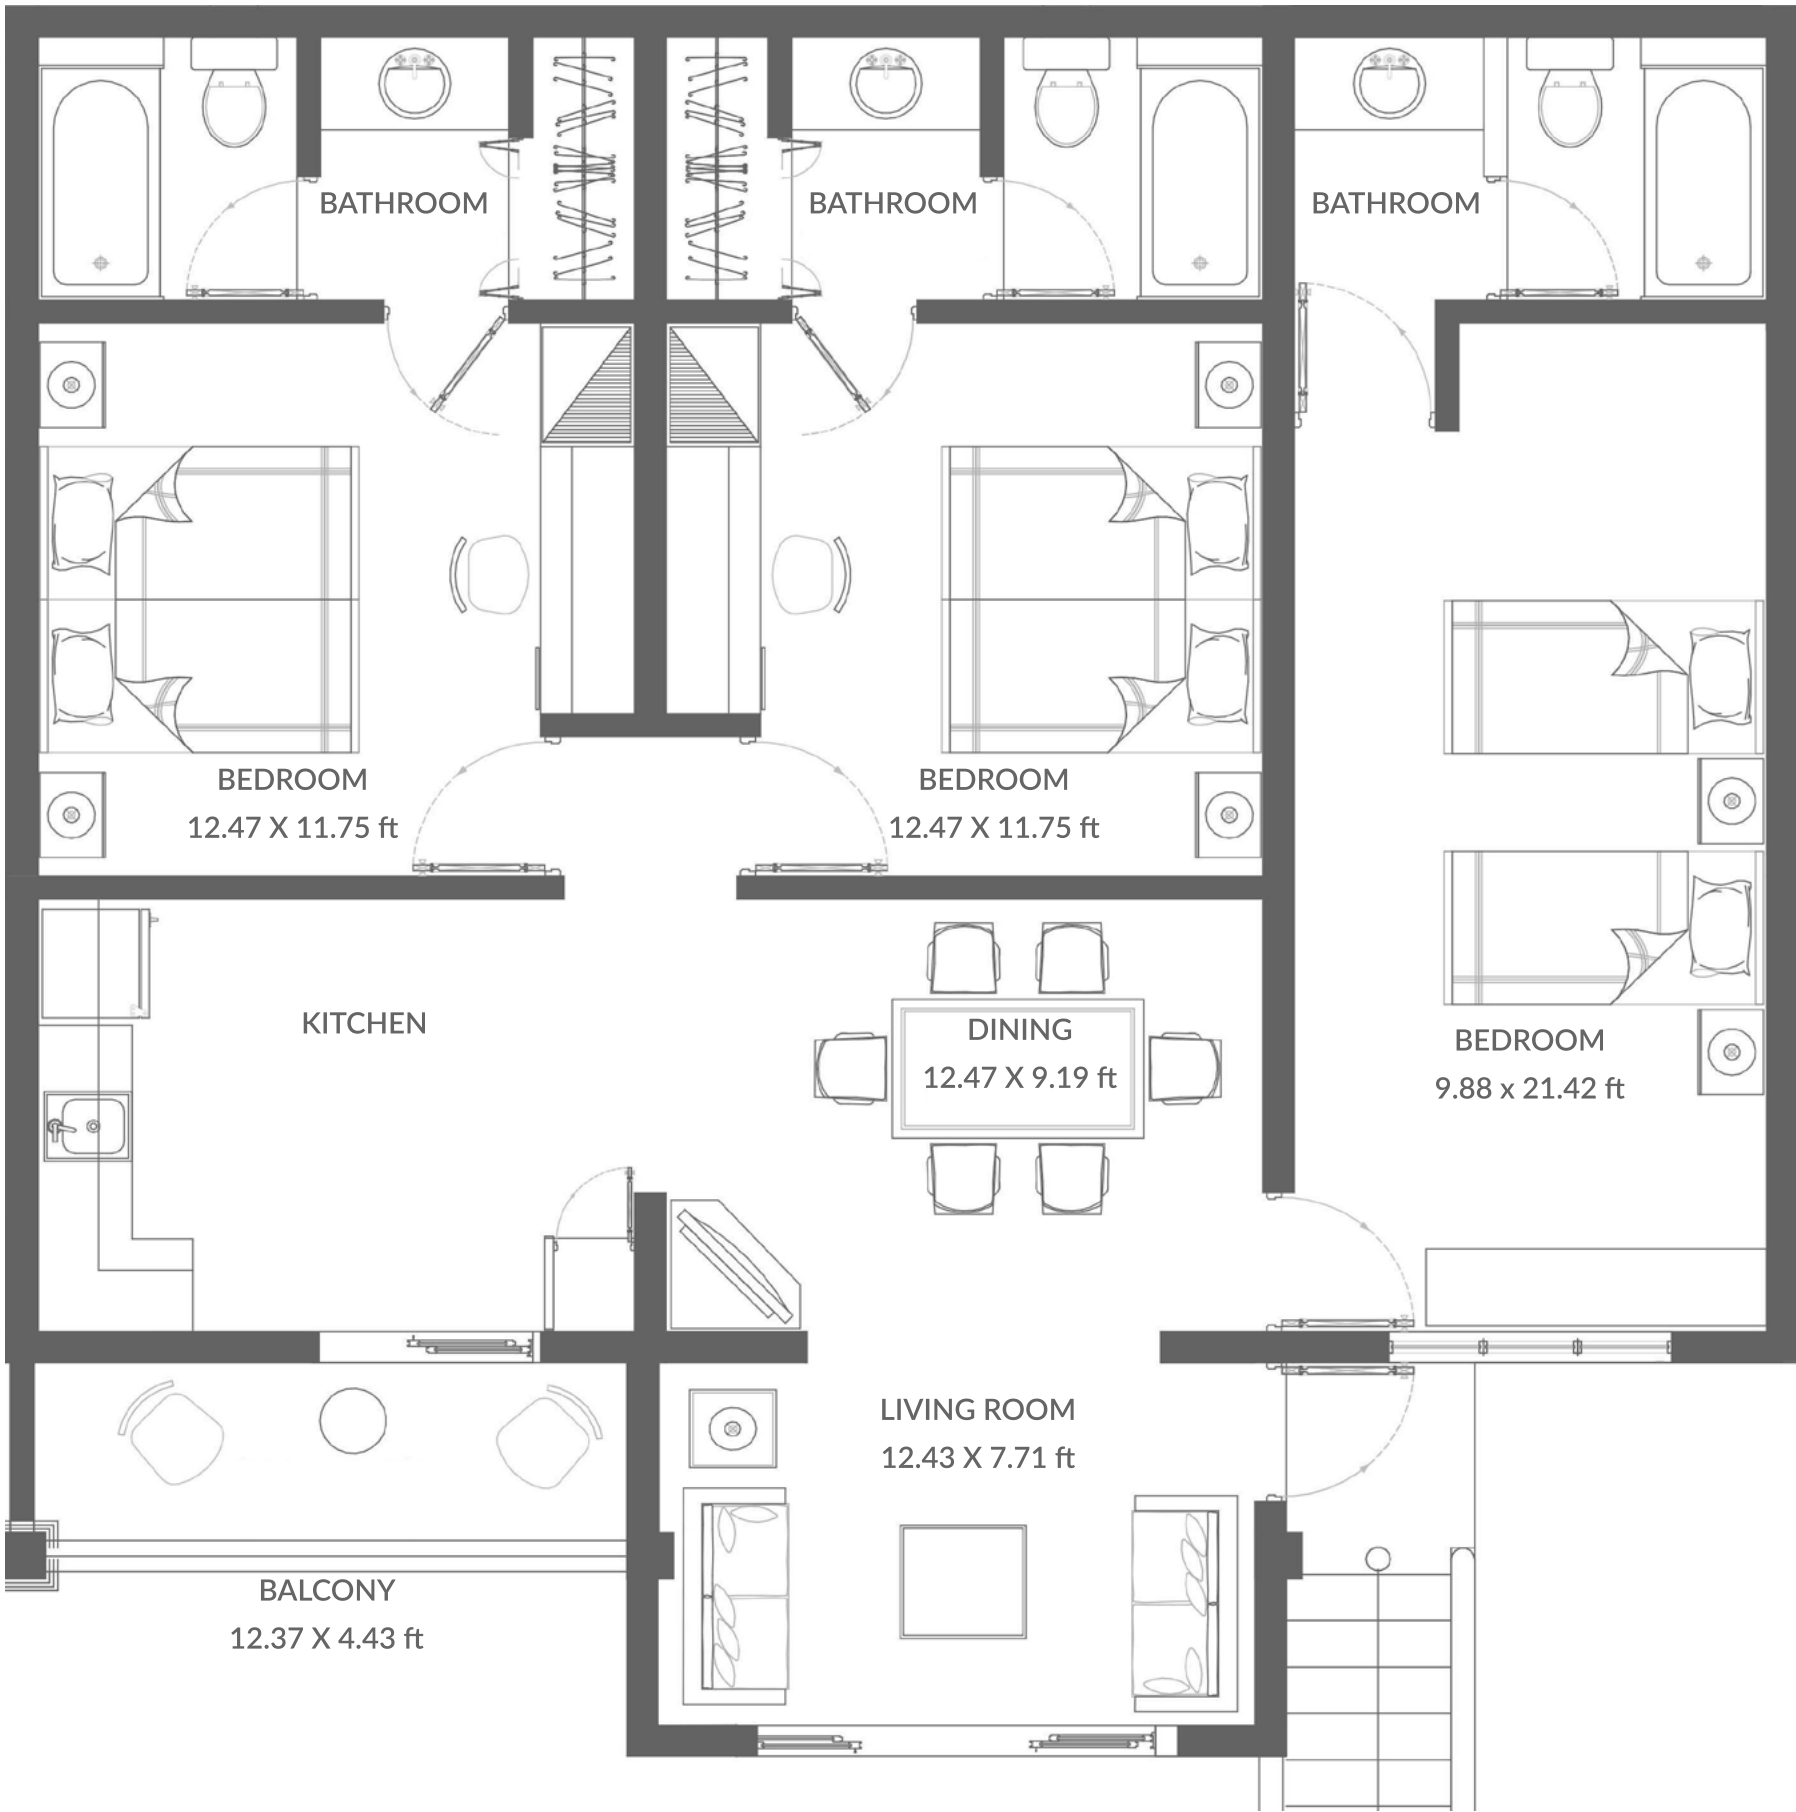 BATHROOM
BATHROOM
BATHROOM
BEDROOM
12.47 X 11.75 ft
BEDROOM
12.47 X 11.75 ft
KITCHEN
DINING
12.47 X 9.19 ft
BEDROOM
9.88 x 21.42 ft
LIVING ROOM
12.43 X 7.71 ft
BALCONY
12.37 X 4.43 ft